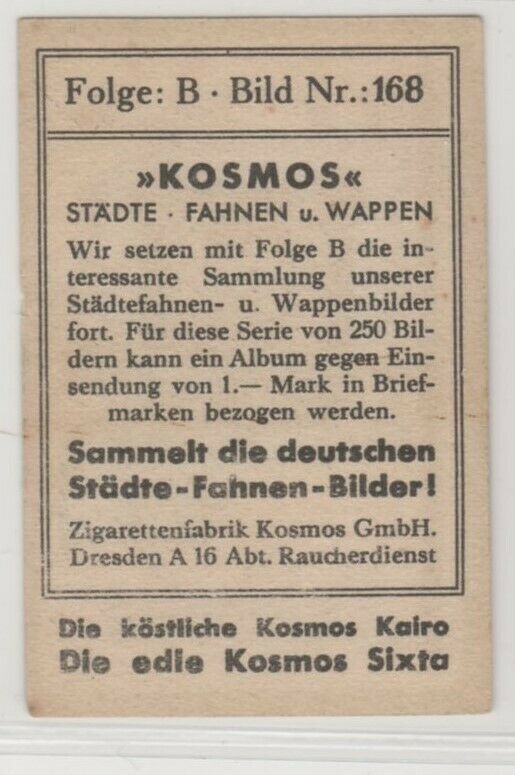 Folge: B · Bild Nr.: 168
»KOSMOS«
STÄDTE · FAHNEN u. WAPPEN
Wir setzen mit Folge B die in-
teressante Sammlung unserer
Städtefahnen- u. Wappenbilder
fort. Für diese Serie von 250 Bil-
dern kann ein Album gegen Ein-
sendung von 1.— Mark in Brief-
marken bezogen werden.
Sammelt die deutschen
Städte-Fahnen-Bilder!
Zigarettenfabrik Kosmos GmbH.
Dresden A 16 Abt. Raucherdienst
Die köstliche Kosmos Kairo
Die edle Kosmos Sixta